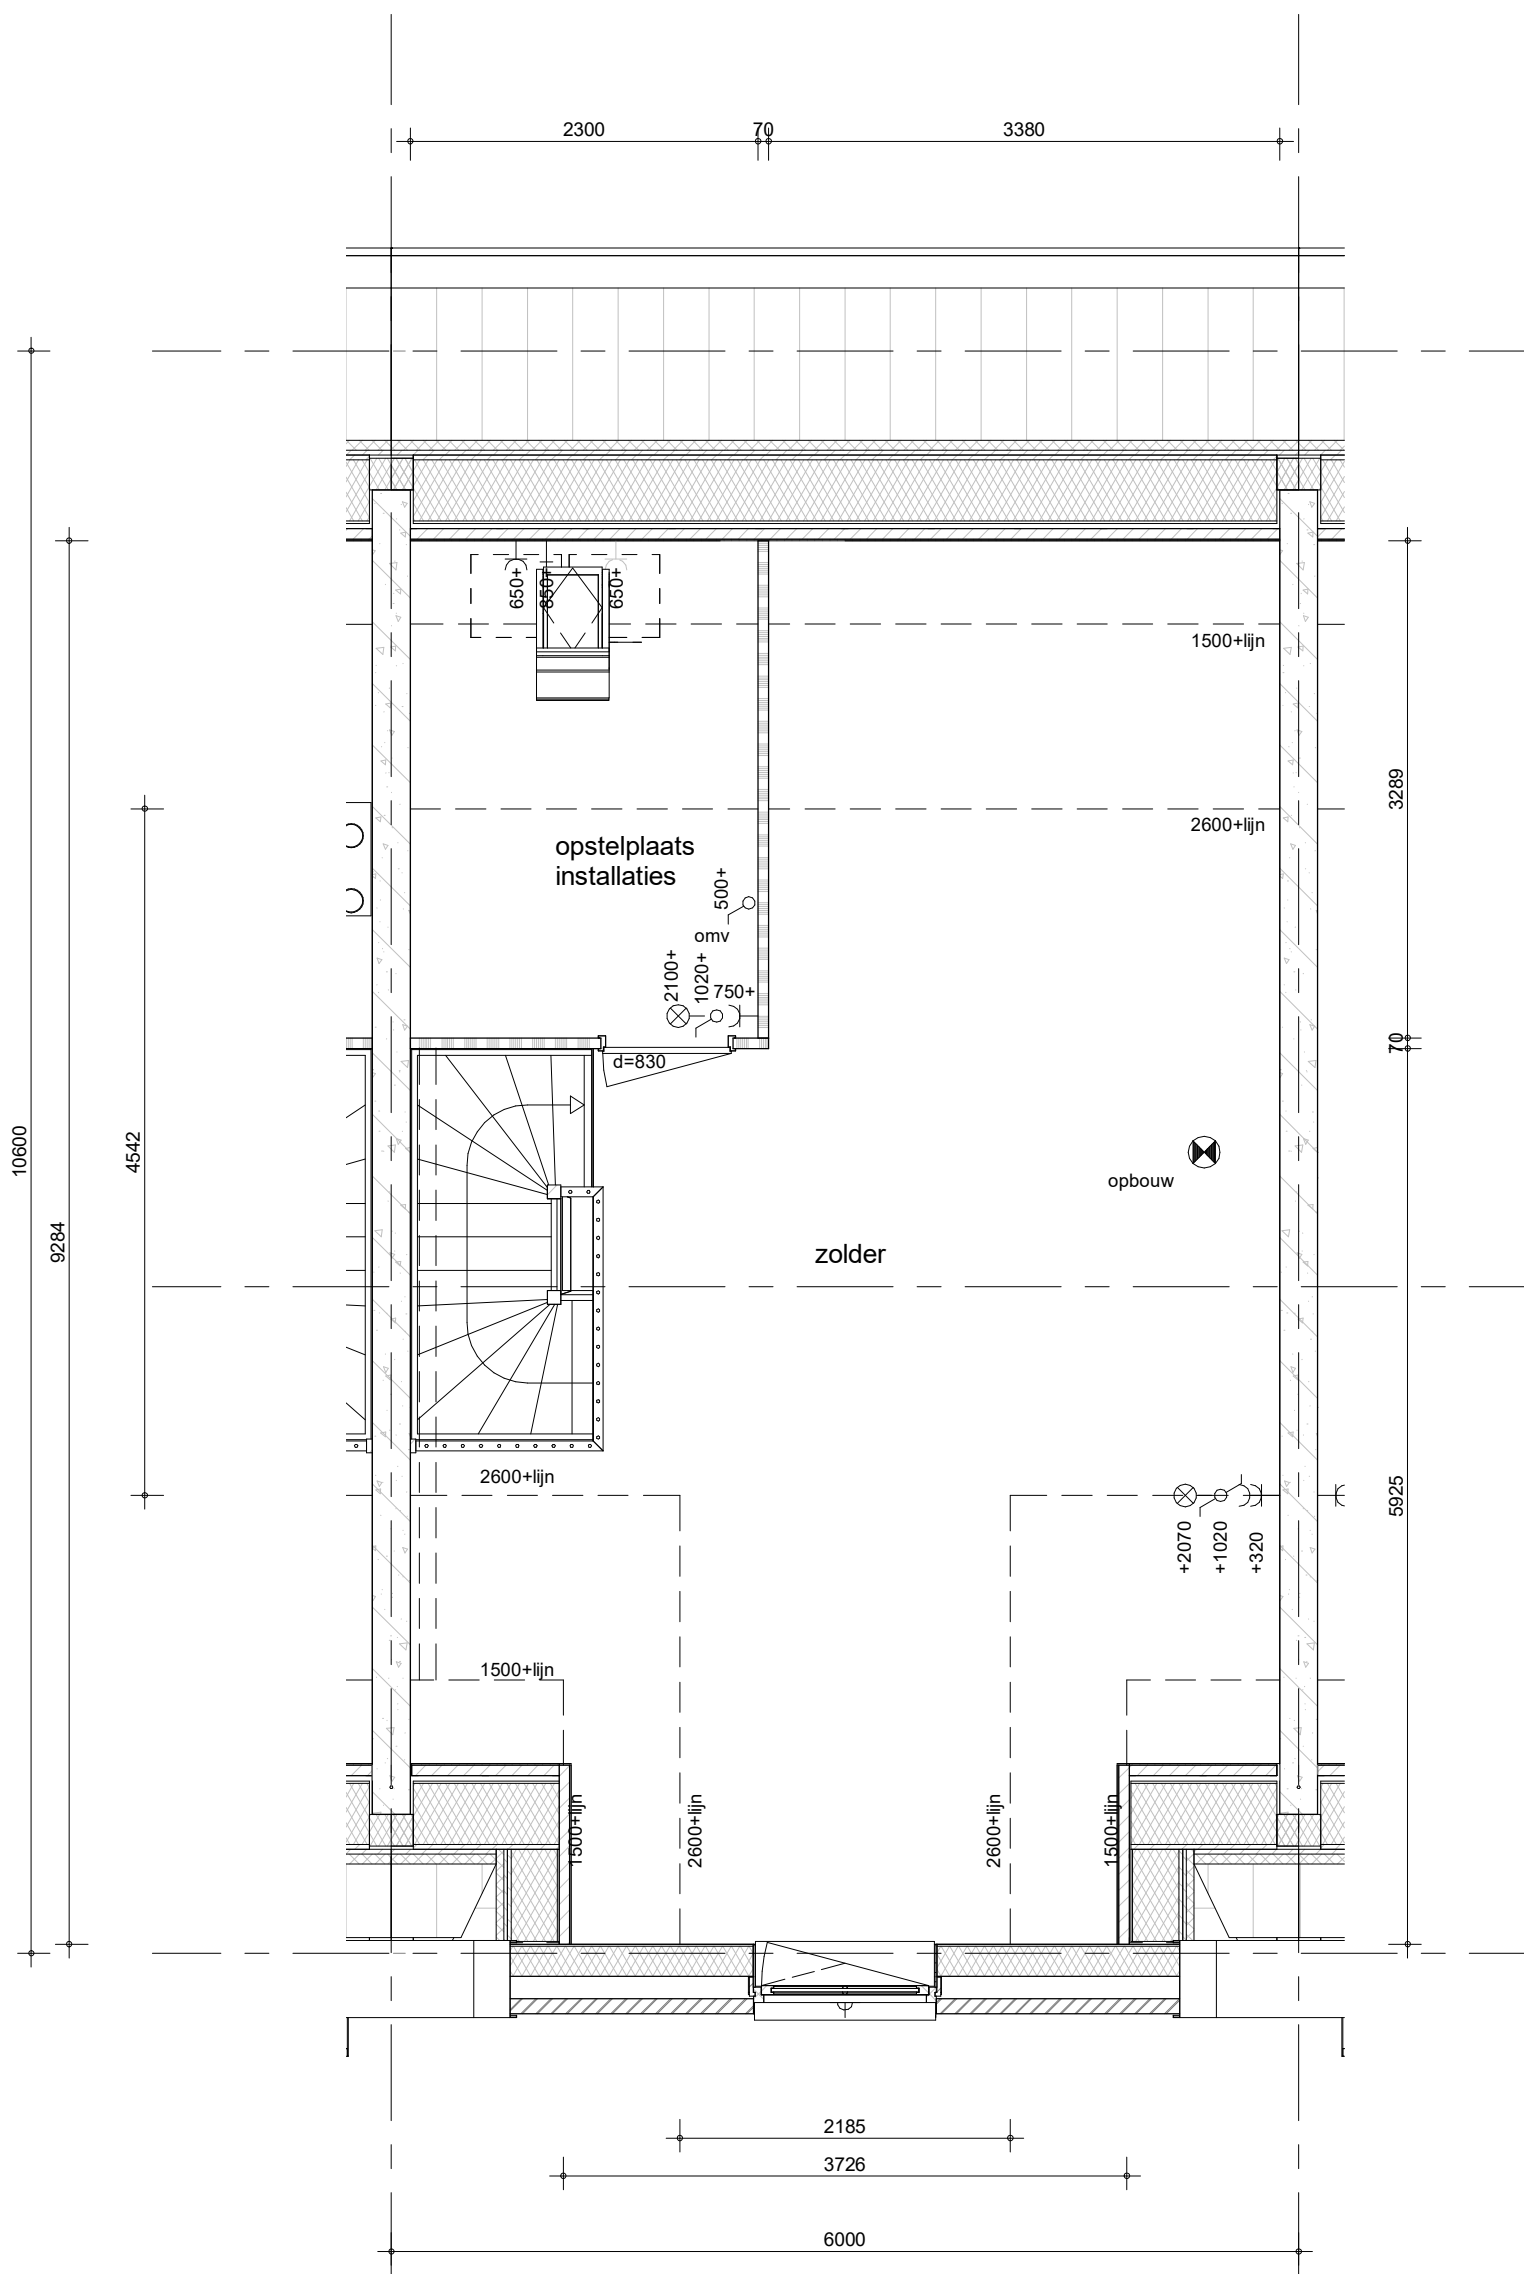 2300
70
3380
650+
850+
650+
1500+lijn
2600+lijn
3289
opstelplaats
installaties
500+
omv
2100+
1020+
750+
70
d=830
10600
4542
9284
opbouw
zolder
2600+lijn
5925
+2070
+1020
+320
1500+lijn
1500+lijn
2600+lijn
2600+lijn
1500+lijn
2185
3726
6000